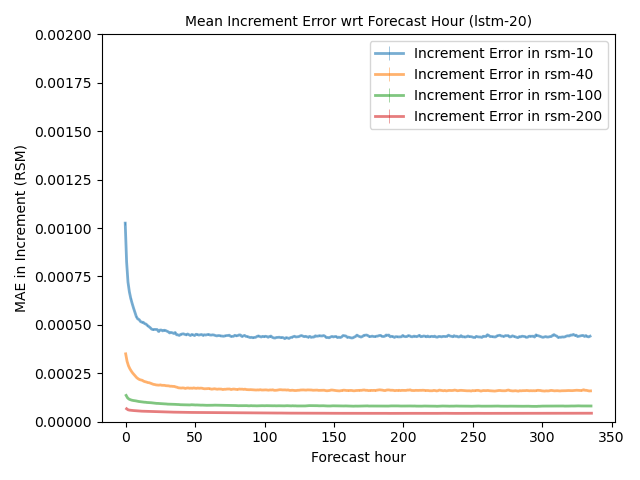 Mean Increment Error wrt Forecast Hour (lstm-20)
Increment Error in rsm-10
Increment Error in rsm-40
Increment Error in rsm-100
Increment Error in rsm-200
MAE in Increment (RSM)
0.00200
0.00175
0.00150
0.00125
0.00100
0.00075
0.00050
0.00025
0.00000
0 50 100 150 200 250 300 350
Forecast hour